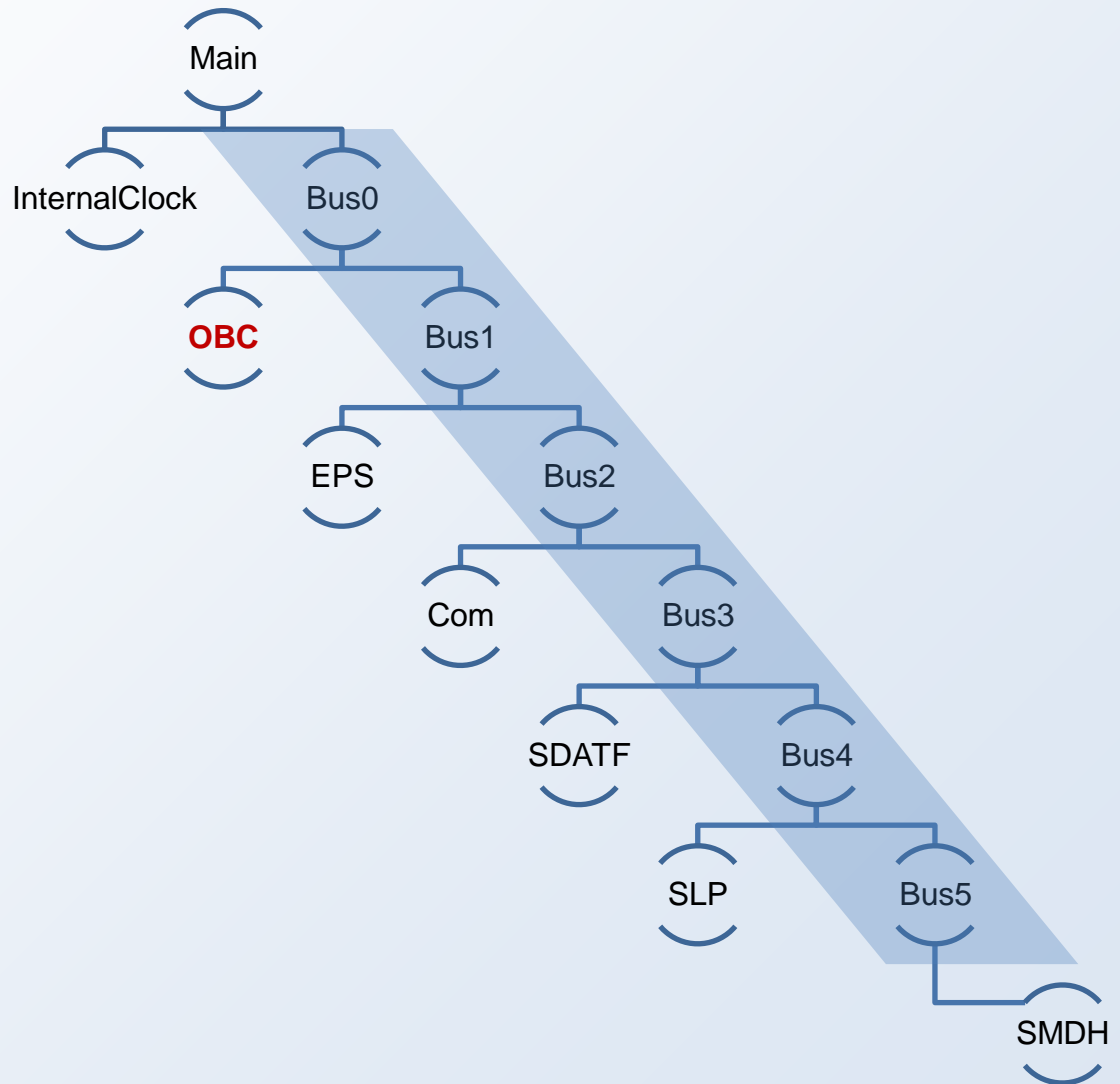 Main
InternalClock
Bus0
OBC
Bus1
EPS
Bus2
Com
Bus3
SDATF
Bus4
SLP
Bus5
SMDH